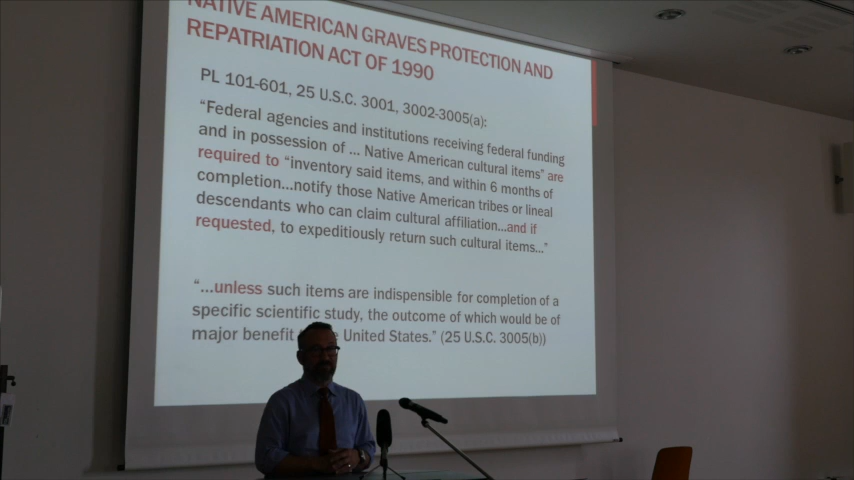 NATIVE AMERICAN GRAVES PROTECTION AND
REPATRIATION ACT OF 1990
PL 101-601, 25 U.S.C. 3001, 3002-3005(a):
“Federal agencies and institutions receiving federal funding
and in possession of ... Native American cultural items” are
required to “inventory said items, and within 6 months of
completion...notify those Native American tribes or lineal
descendants who can claim cultural affiliation...and if
requested, to expeditiously return such cultural items...”
“...unless such items are indispensible for completion of a
specific scientific study, the outcome of which would be of
major benefit United States.” (25 U.S.C. 3005(b))